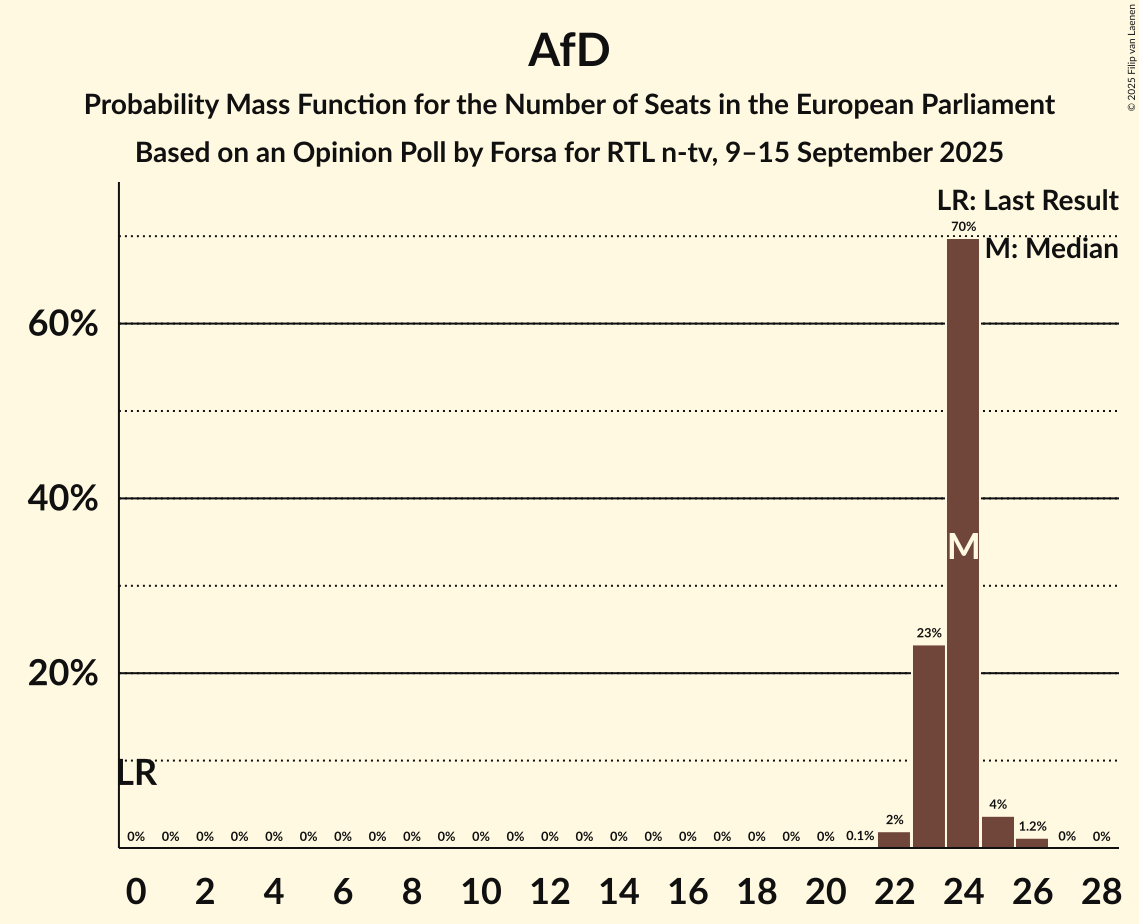 AfD
Probability Mass Function for the Number of Seats in the European Parliament
Based on an Opinion Poll by Forsa for RTL n-tv, 9–15 September 2025
© 2025 Filip van Laenen
LR: Last Result
M: Median
60%
40%
20%
LR
M
0% 0% 0% 0% 0% 0% 0% 0% 0% 0% 0% 0% 0% 0% 0% 0% 0% 0% 0% 0% 0% 0.1% 2% 23% 70% 4% 1.2% 0% 0%
0 2 4 6 8 10 12 14 16 18 20 22 24 26 28